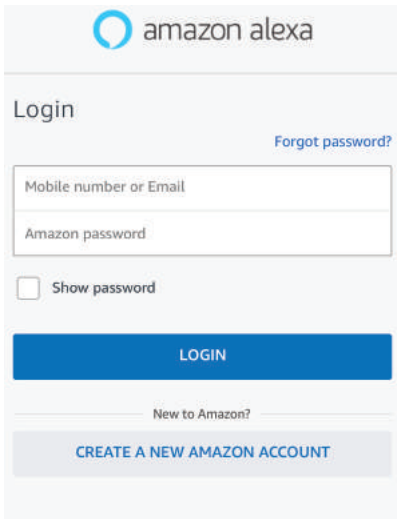 amazon alexa
Login
Forgot password?
Mobile number or Email
Amazon password
Show password
LOGIN
New to Amazon?
CREATE A NEW AMAZON ACCOUNT